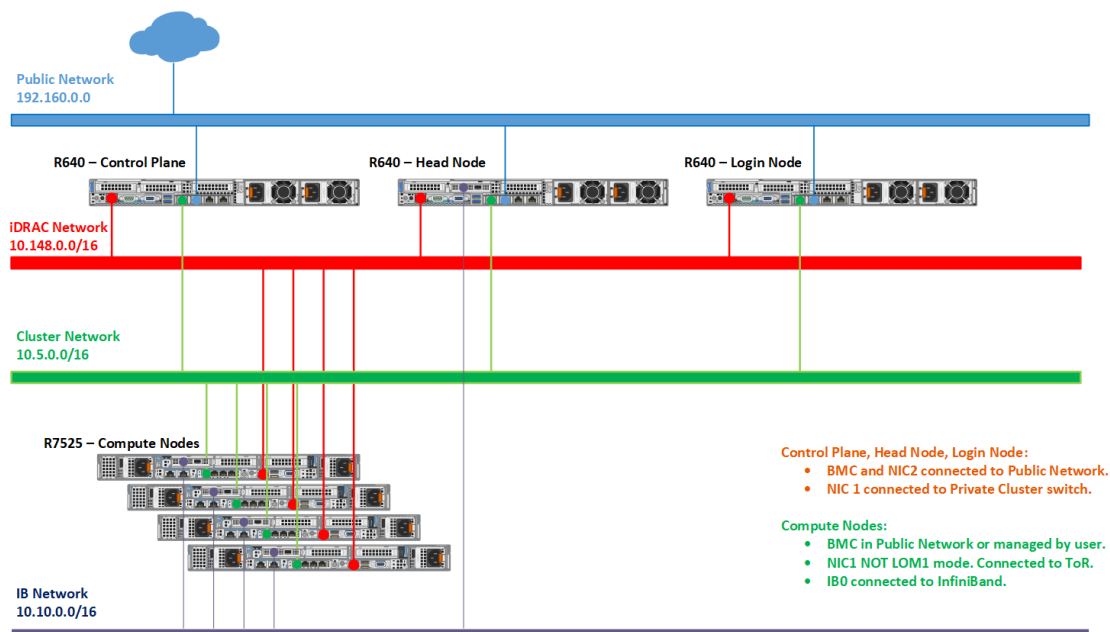 Public Network
192.160.0.0
R640 – Control Plane
R640 – Head Node
R640 – Login Node
iDRAC Network
10.148.0.0/16
Cluster Network
10.5.0.0/16
R7525 – Compute Nodes
Control Plane, Head Node, Login Node:
• BMC and NIC2 connected to Public Network.
• NIC 1 connected to Private Cluster switch.
Compute Nodes:
• BMC in Public Network or managed by user.
• NIC1 NOT LOM1 mode. Connected to ToR.
• IB0 connected to InfiniBand.
IB Network
10.10.0.0/16